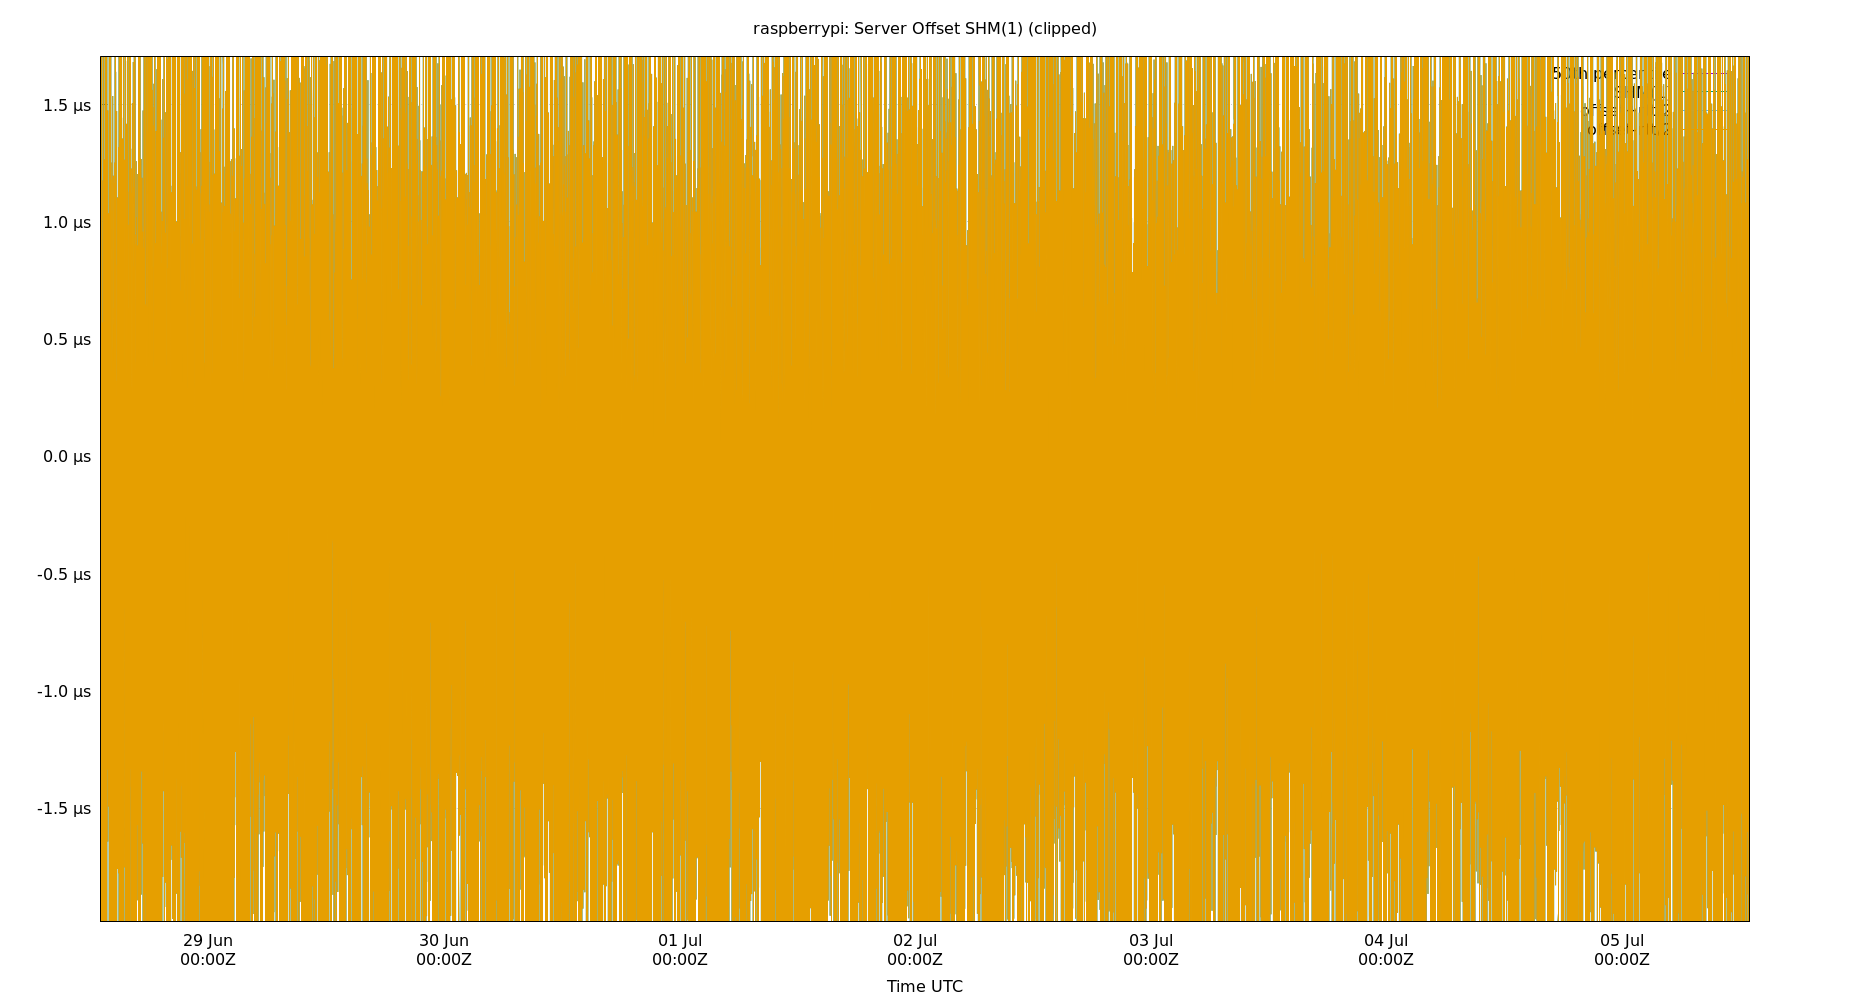 raspberrypi: Server Offset SHM(1) (clipped)
1.5 µs
1.0 µs
0.5 µs
0.0 µs
-0.5 µs
-1.0 µs
-1.5 µs
29 Jun 30 Jun 01 Jul 02 Jul 03 Jul 04 Jul 05 Jul
00:00Z 00:00Z 00:00Z 00:00Z 00:00Z 00:00Z 00:00Z
Time UTC